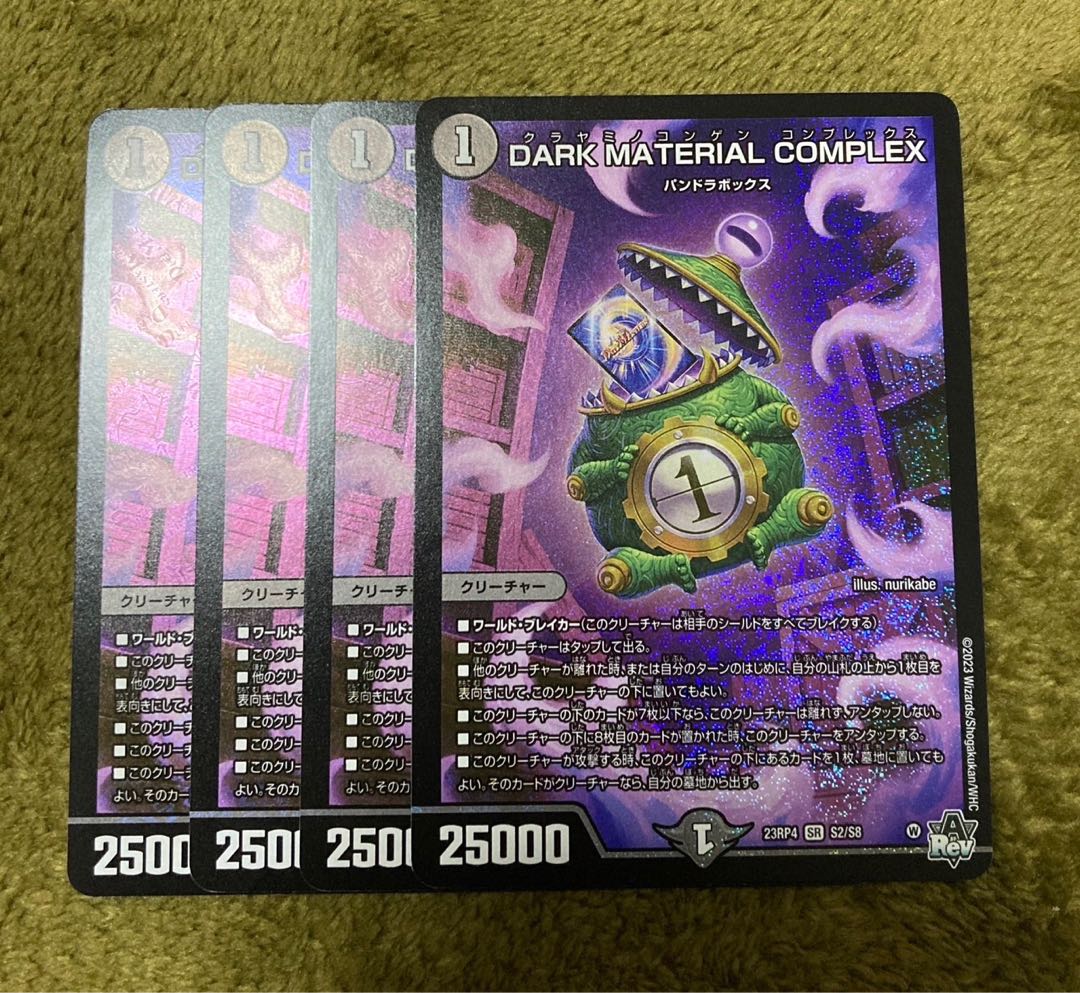 1
1
1
1
クラヤミノコンゲン コンプレックス
DARK MATERIAL COMPLEX
パンドラボックス
1
クリーチャー
クリーチ
クリーチ
クリーチャー
illus. nurikabe
■ワールド・ブレイカー(このクリーチャーは相手のシールドをすべてブレイクする)
■このクリーチャーはタップして出る。
■他のクリーチャーが離れた時、または自分のターンのはじめに、自分の山札の上から1枚目を
表向きにして、このクリーチャーの下に置いてもよい。
■このクリーチャーの下のカードが7枚以下なら、このクリーチャーは離れず、アンタップしない。
■このクリーチャーの下に8枚目のカードが置かれた時、このクリーチャーをアンタップする。
■このクリーチャーが攻撃する時、このクリーチャーの下にあるカードを1枚、墓地に置いても
よい。そのカードがクリーチャーなら、自分の墓地から出す。
■ワールド・ブ
■このクリー
■他のクリー
表向きにして
■このクリー
■このクリー
■このクリー
よい。そのカ
■ワールド・
■このクリー
■他のクリー
表向きにして
■このクリー
■このクリー
■このクリー
よい。そのカ
■ワールド・
■このクリー
■他のクリー
表向きにして
■このクリー
■このクリー
■このクリー
よい。そのカ
©2023 Wizards/Shogakukan/WHC
2500
2500
2500
25000
1
23RP4 SR S2/S8
W
A
Rev